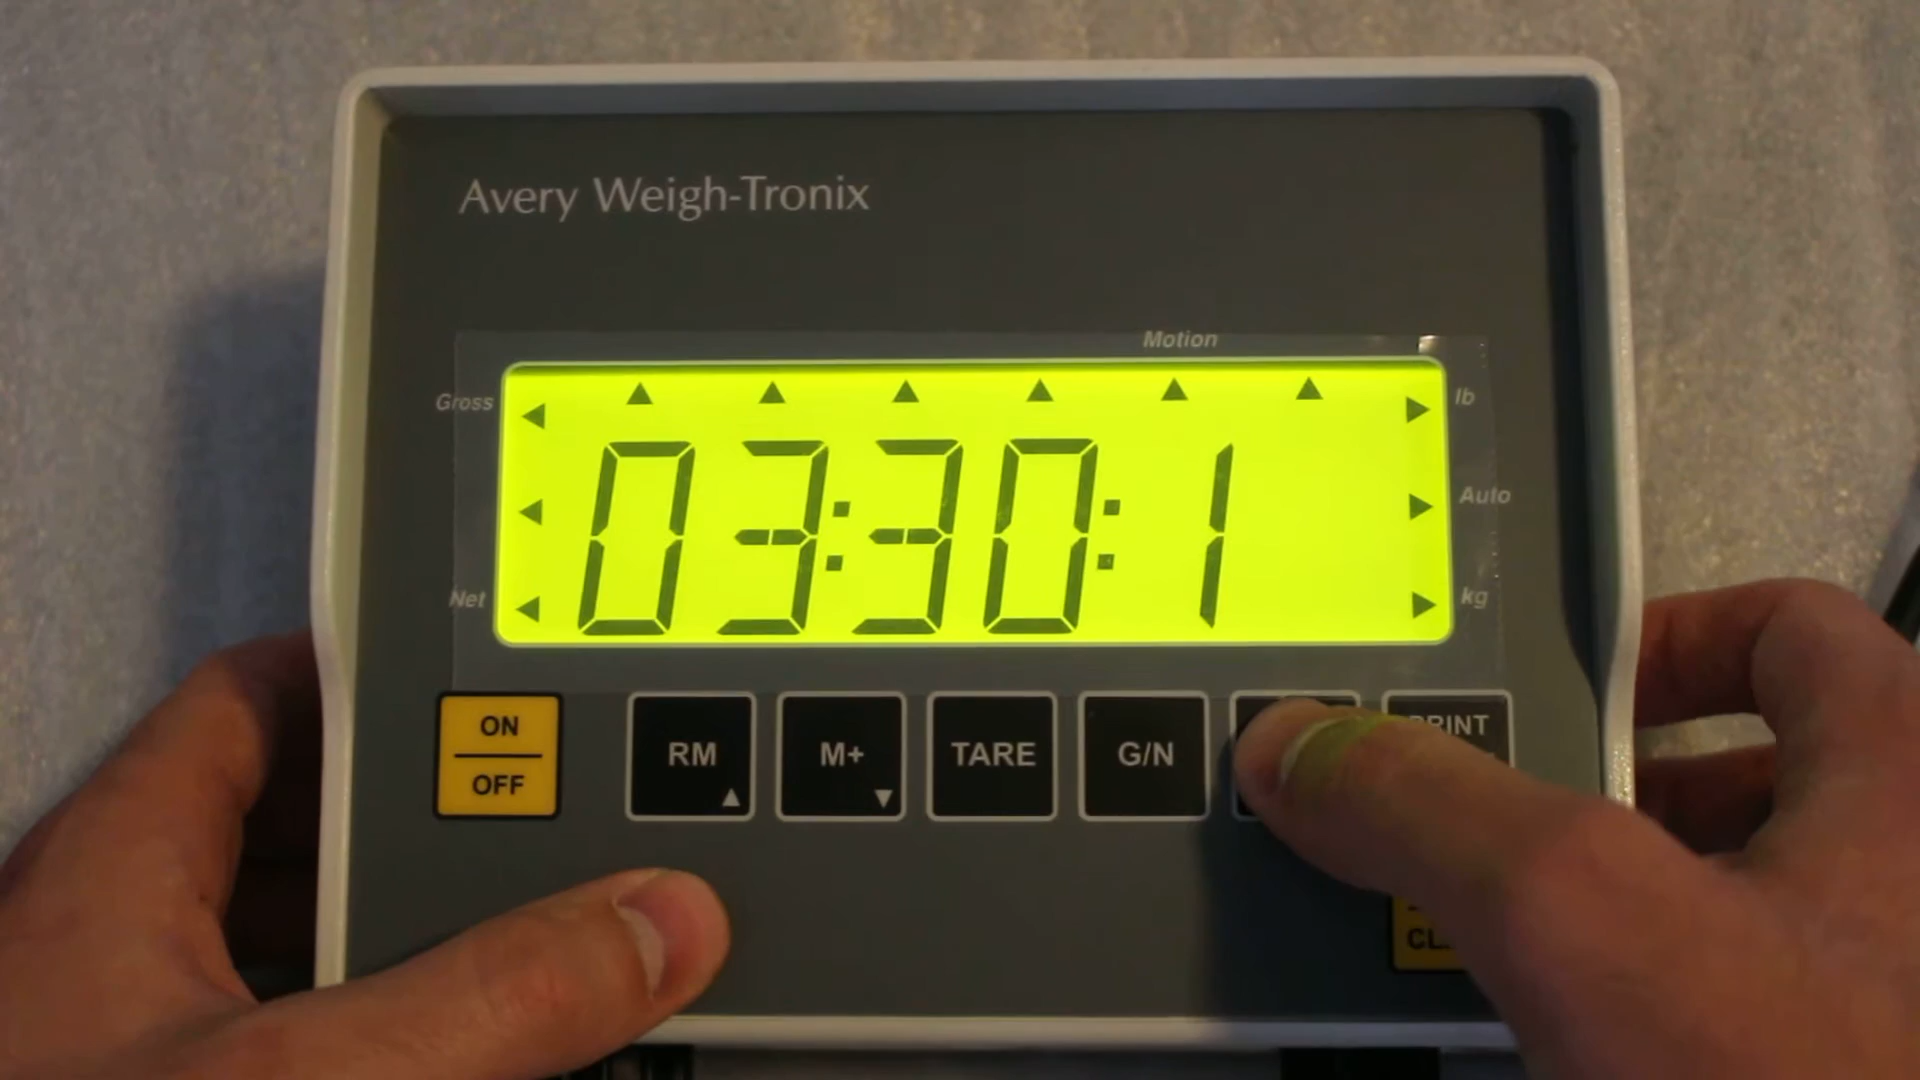 Avery Weigh-Tronix
Motion
Gross
lb
03:30:1
Auto
Net
kg
ON
OFF
RM
M+
TARE
G/N